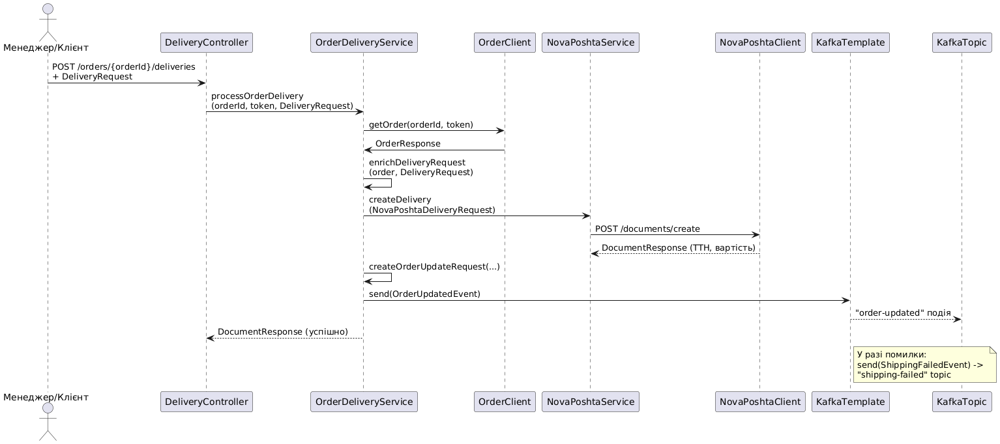 Менеджер/Клієнт
DeliveryController
OrderDeliveryService
OrderClient
NovaPoshtaService
NovaPoshtaClient
KafkaTemplate
KafkaTopic
POST /orders/{orderId}/deliveries
+ DeliveryRequest
processOrderDelivery
(orderId, token, DeliveryRequest)
getOrder(orderId, token)
OrderResponse
enrichDeliveryRequest
(order, DeliveryRequest)
createDelivery
(NovaPoshtaDeliveryRequest)
POST /documents/create
DocumentResponse (ТТН, вартість)
createOrderUpdateRequest(...)
send(OrderUpdatedEvent)
"order-updated" подія
DocumentResponse (успішно)
У разі помилки:
send(ShippingFailedEvent) ->
"shipping-failed" topic
Менеджер/Клієнт
DeliveryController
OrderDeliveryService
OrderClient
NovaPoshtaService
NovaPoshtaClient
KafkaTemplate
KafkaTopic